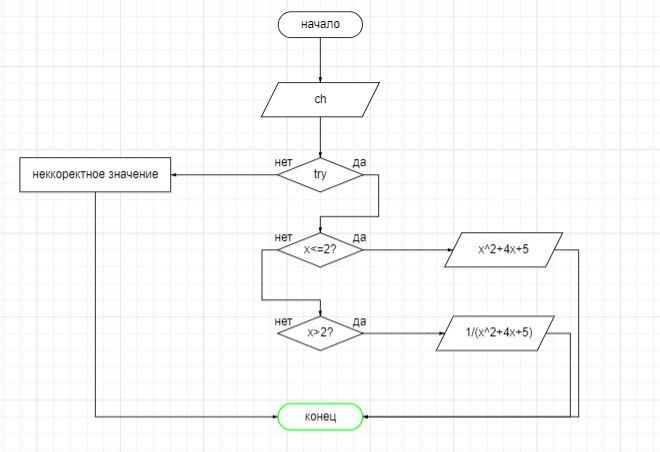 начало
ch
нет
да
try
неккоректное значение
нет
да
x<=2?
x^2+4x+5
нет
да
x>2?
1/(x^2+4x+5)
конец